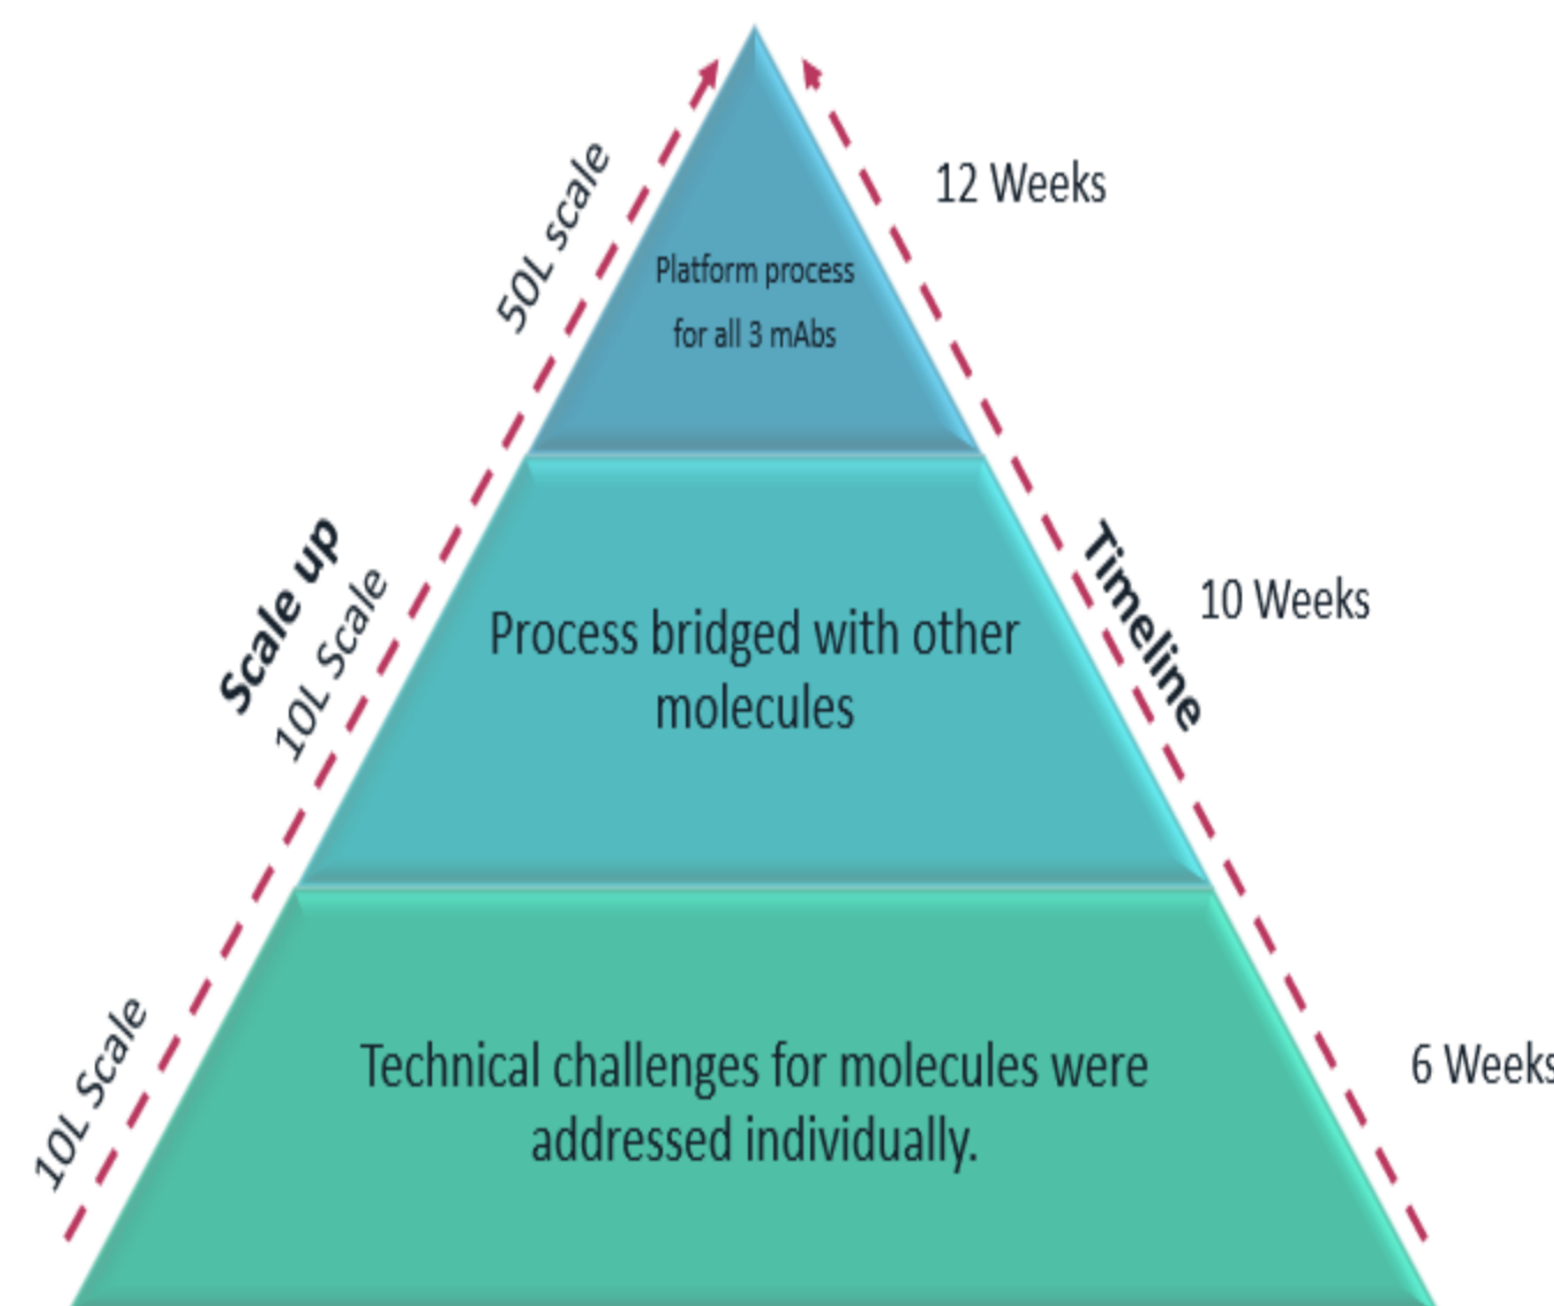 50L scale
12 Weeks
Platform process
for all 3 mAbs
Scale up
10L Scale
Process bridged with other
molecules
Timeline
10 Weeks
10L Scale
Technical challenges for molecules were
addressed individually.
6 Weeks